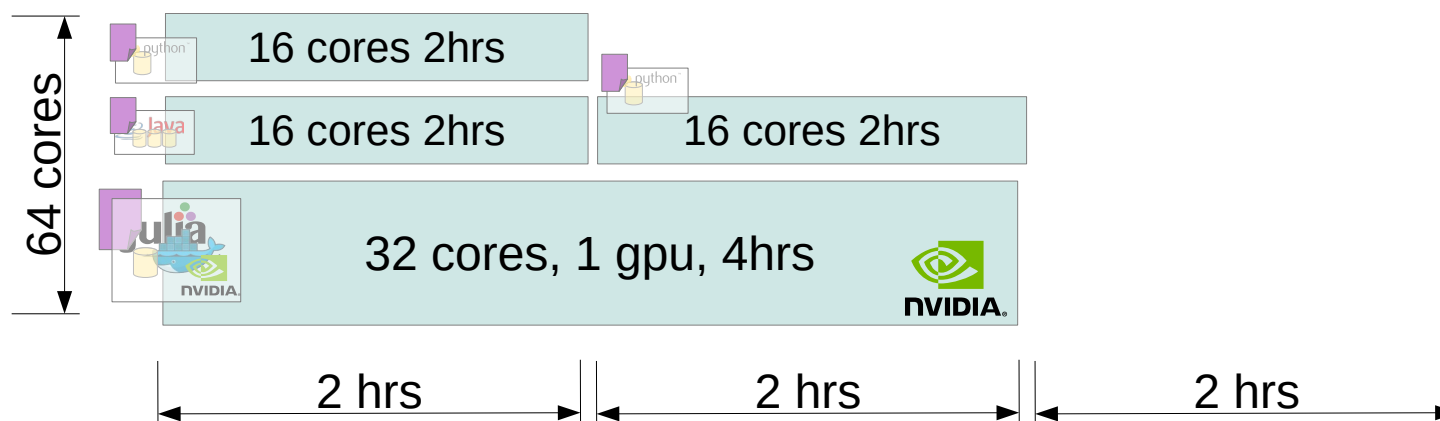 64 cores
python
16 cores 2hrs
python
Java
16 cores 2hrs
16 cores 2hrs
julia
32 cores, 1 gpu, 4hrs
NVIDIA.
NVIDIA.
2 hrs
2 hrs
2 hrs